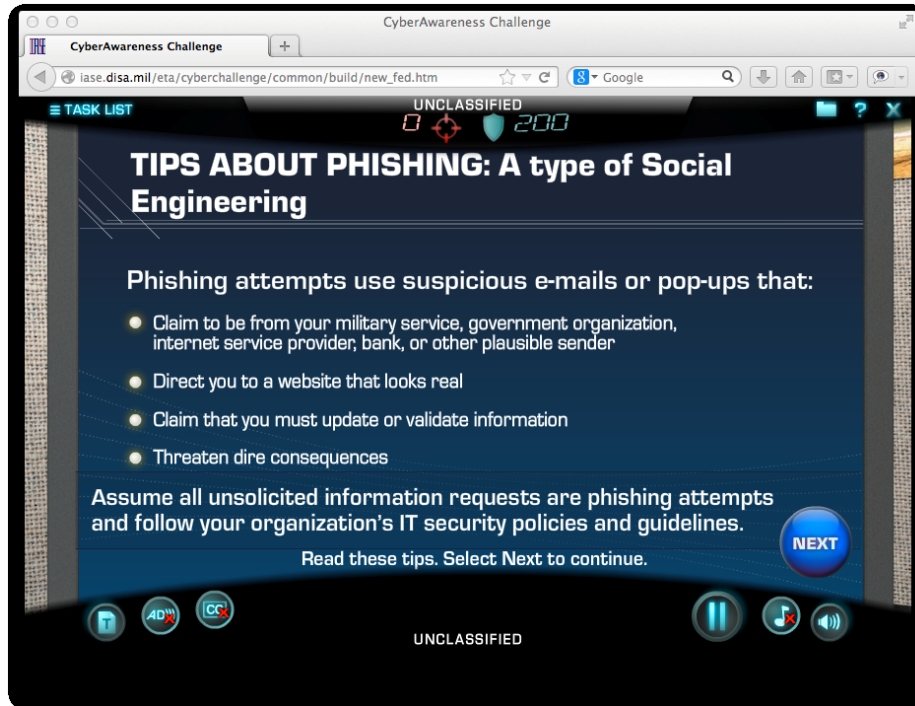 CyberAwareness Challenge
CyberAwareness Challenge
iase.disa.mil/eta/cyberchallenge/common/build/new_fed.htm
Google
TASK LIST
UNCLASSIFIED
0 200
? X
TIPS ABOUT PHISHING: A type of Social
Engineering
Phishing attempts use suspicious e-mails or pop-ups that:
Claim to be from your military service, government organization,
internet service provider, bank, or other plausible sender
Direct you to a website that looks real
Claim that you must update or validate information
Threaten dire consequences
Assume all unsolicited information requests are phishing attempts
and follow your organization's IT security policies and guidelines.
NEXT
Read these tips. Select Next to continue.
T
AD
CC
UNCLASSIFIED